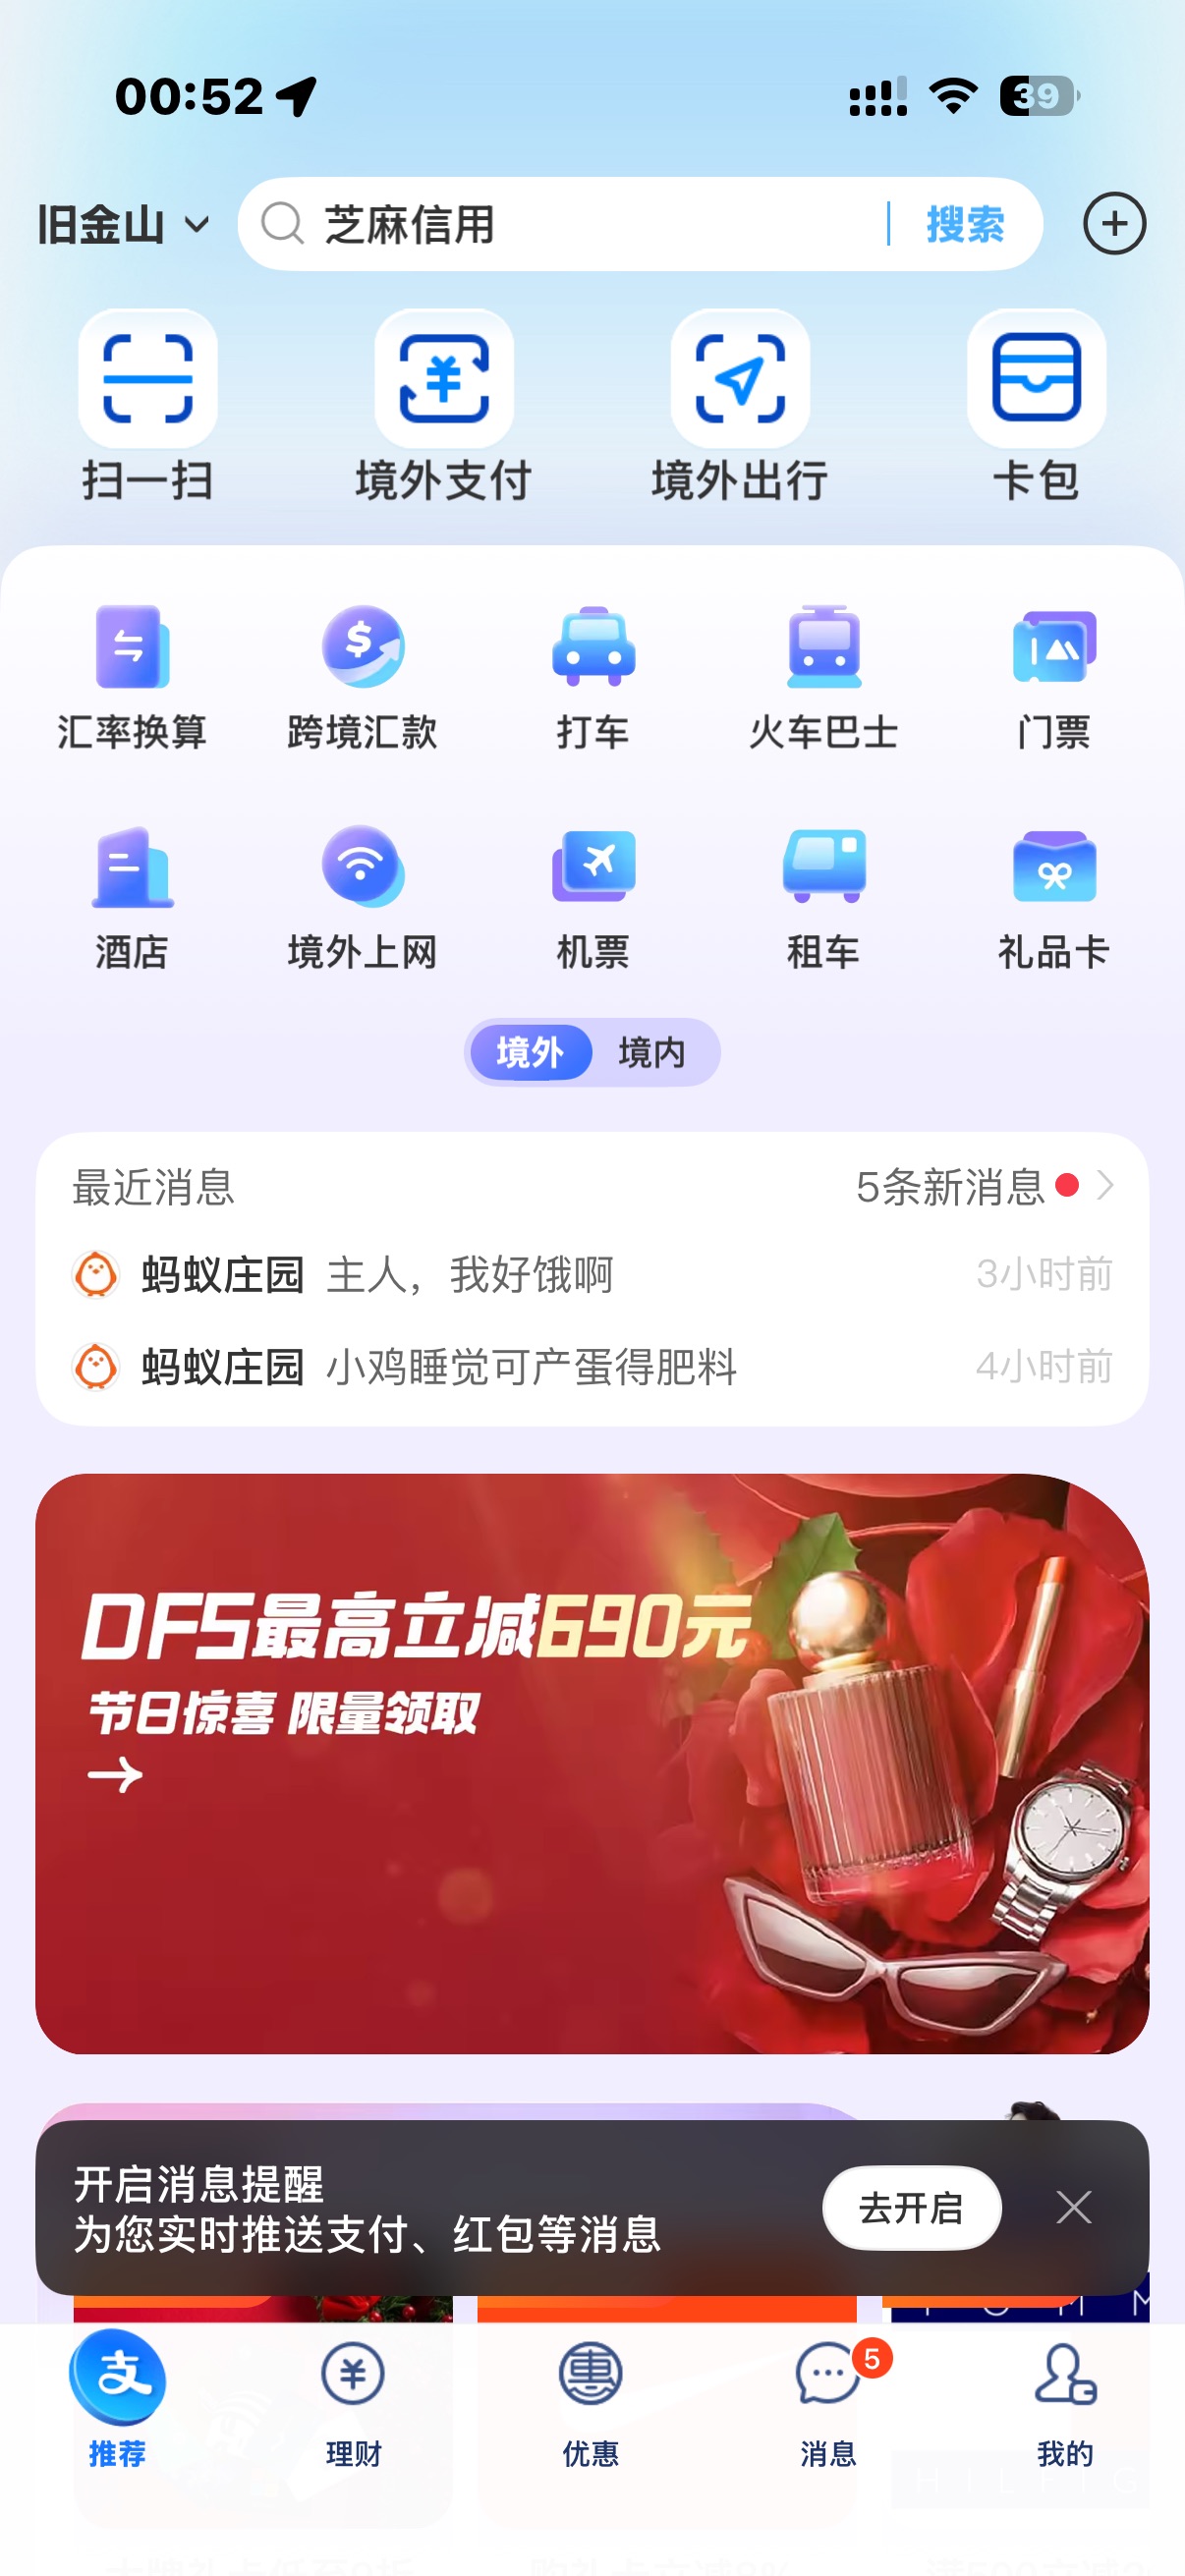 00:52
39
旧金山
芝麻信用
搜索
扫一扫
境外支付
境外出行
卡包
汇率换算
跨境汇款
打车
火车巴士
门票
酒店
境外上网
机票
租车
礼品卡
境外
境内
最近消息
5条新消息
蚂蚁庄园 主人，我好饿啊
3小时前
蚂蚁庄园 小鸡睡觉可产蛋得肥料
4小时前
DFS最高立减690元
节日惊喜 限量领取
开启消息提醒
为您实时推送支付、红包等消息
去开启
支
惠
5
推荐
理财
优惠
消息
我的